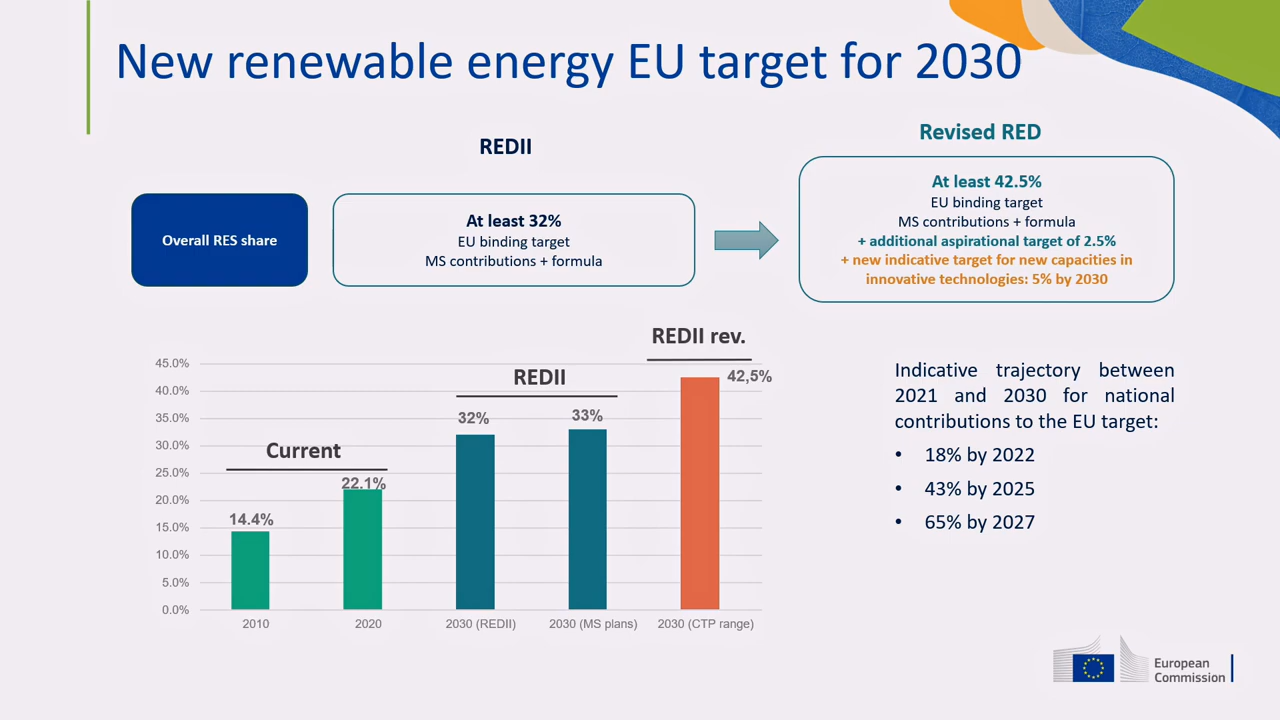 New renewable energy EU target for 2030
REDII
Revised RED
Overall RES share
At least 32%
EU binding target
MS contributions + formula
At least 42.5%
EU binding target
MS contributions + formula
+ additional aspirational target of 2.5%
+ new indicative target for new capacities in
innovative technologies: 5% by 2030
REDII rev.
REDII
Current
45.0%
40.0%
35.0%
30.0%
25.0%
20.0%
15.0%
10.0%
5.0%
0.0%
14.4%
22.1%
32%
33%
42,5%
2010
2020
2030 (REDII)
2030 (MS plans)
2030 (CTP range)
Indicative trajectory between
2021 and 2030 for national
contributions to the EU target:
• 18% by 2022
• 43% by 2025
• 65% by 2027
European
Commission